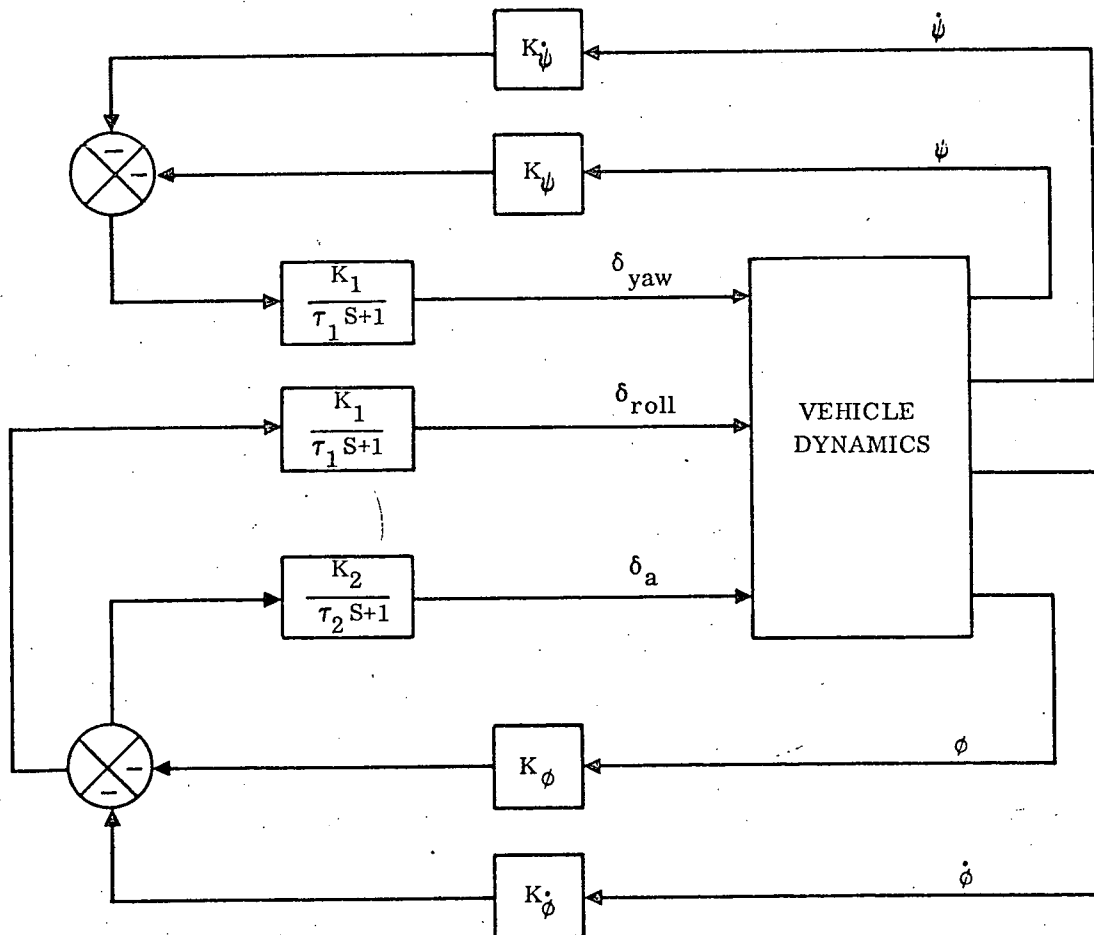 K_ψ̇
ψ̇
−
−
K_ψ
ψ
K_1
τ_1 S+1
δ_yaw
K_1
τ_1 S+1
δ_roll
VEHICLE
DYNAMICS
K_2
τ_2 S+1
δ_a
−
−
K_ϕ
ϕ
K_ϕ̇
ϕ̇